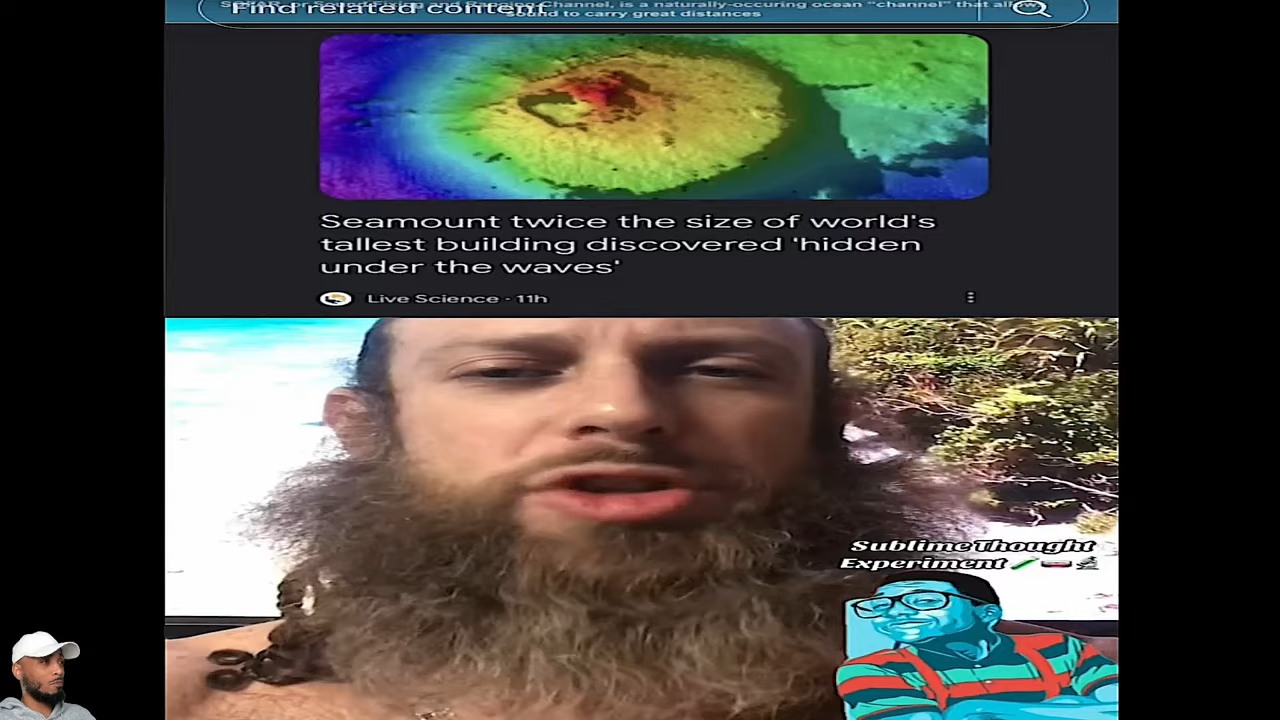 Find related content
Channel, is a naturally-occuring ocean "channel" that
sound to carry great distances
Seamount twice the size of world's
tallest building discovered 'hidden
under the waves'
Live Science · 11h
Sublime Thought
Experiment